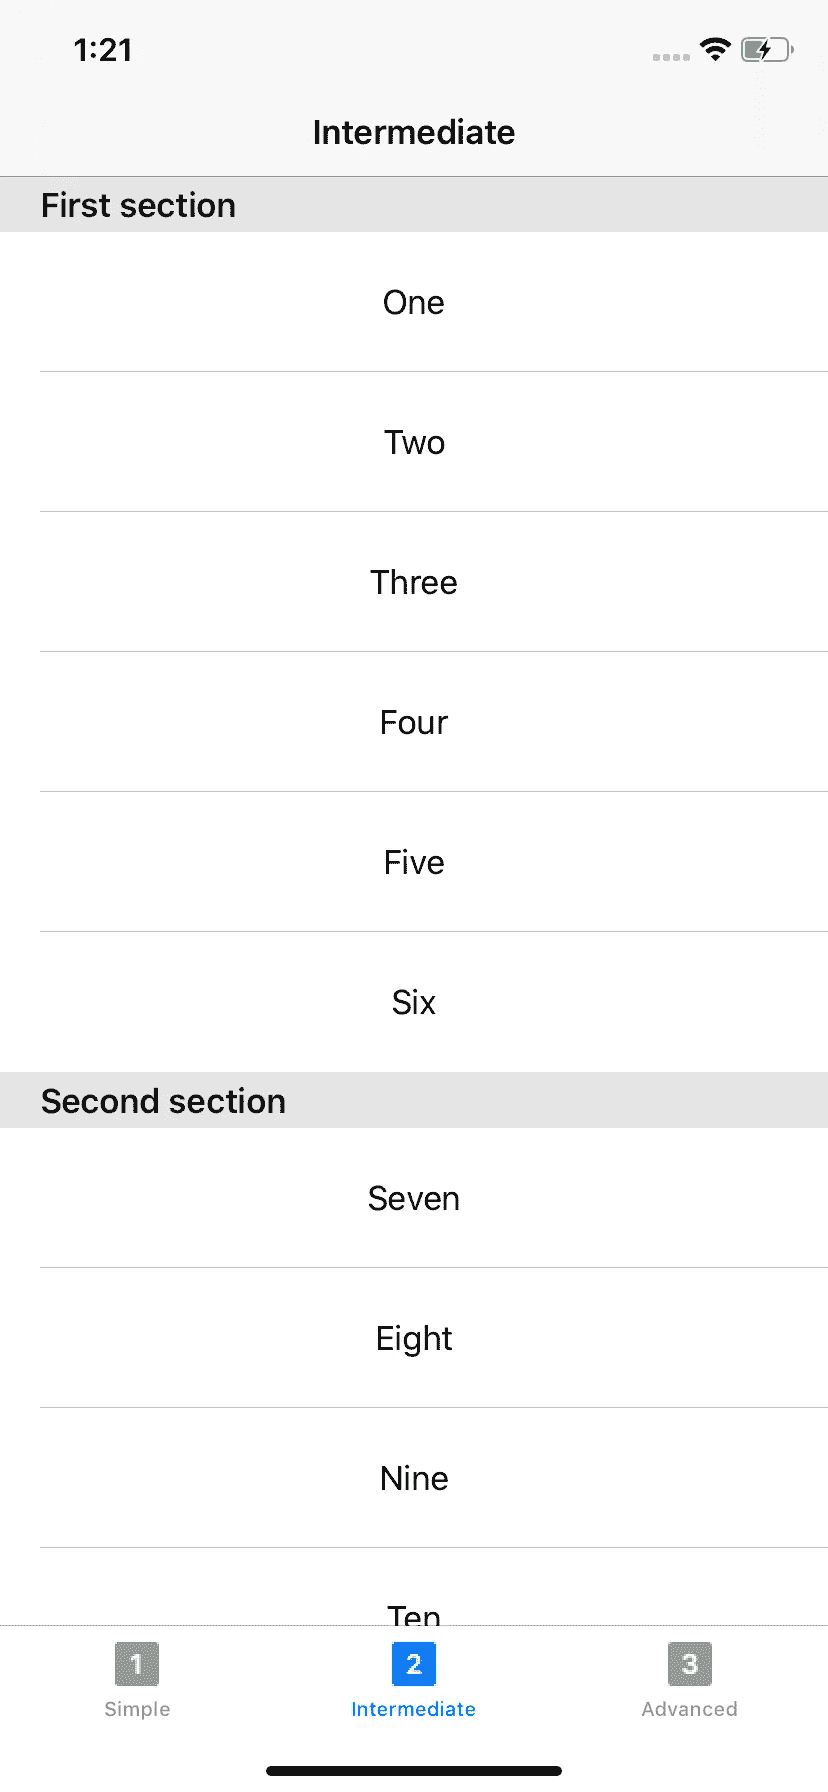 1:21
Intermediate
First section
One
Two
Three
Four
Five
Six
Second section
Seven
Eight
Nine
Ten
1 2 3
Simple Intermediate Advanced